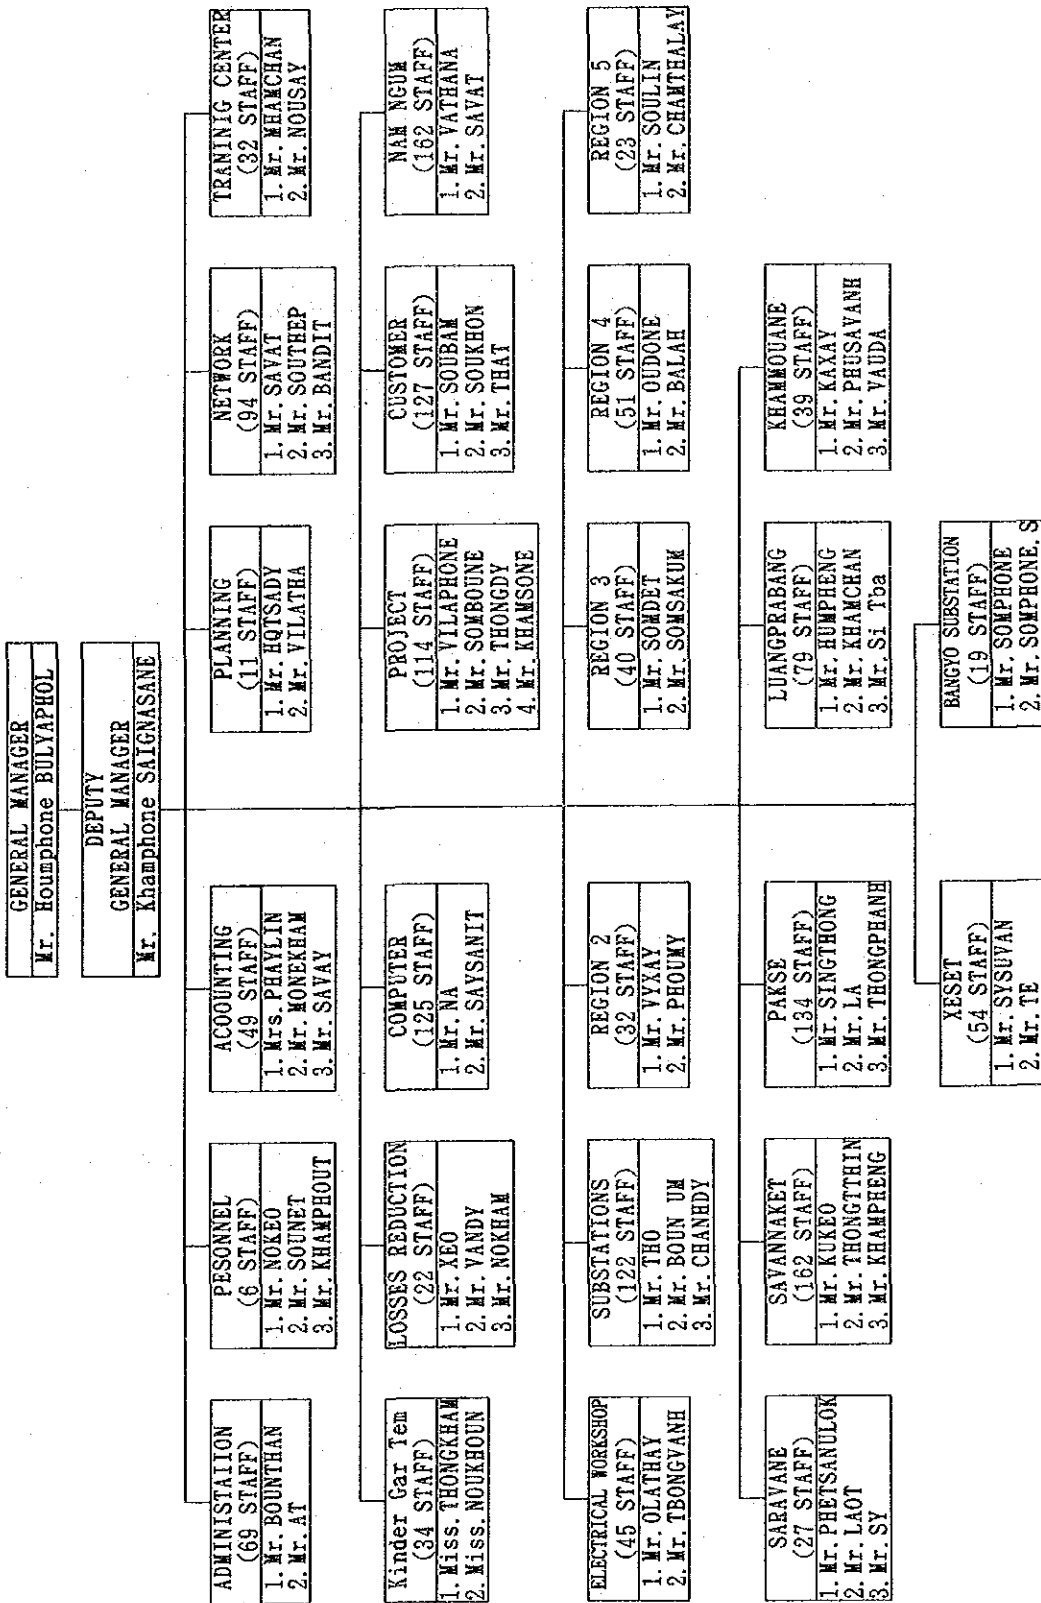 GENERAL MANAGER
Mr. Houmphone BULYAPHOL
DEPUTY
GENERAL MANAGER
Mr. Khamphone SAIGNASANE
ADMINISTAIION
(69 STAFF)
1. Mr. BOUNTHAN
2. Mr. AT
PESONNEL
(6 STAFF)
1. Mr. NOKEO
2. Mr. SOUNET
3. Mr. KHAMPHOUT
ACOOUNTING
(49 STAFF)
1. Mrs. PHAYLIN
2. Mr. MONEKHAM
3. Mr. SAVAY
PLANNING
(11 STAFF)
1. Mr. HQTSADY
2. Mr. VILATHA
NETWORK
(94 STAFF)
1. Mr. SAVAT
2. Mr. SOUTHEP
3. Mr. BANDIT
TRANINIG CENTER
(32 STAFF)
1. Mr. MHAMCHAN
2. Mr. NOUSAY
Kinder Gar Tem
(34 STAFF)
1. Miss. THONGKHAM
2. Miss. NOUKHOUN
LOSSES REDUCTION
(22 STAFF)
1. Mr. XEO
2. Mr. VANDY
3. Mr. NOKHAM
COMPUTER
(125 STAFF)
1. Mr. NA
2. Mr. SAYSANIT
PROJECT
(114 STAFF)
1. Mr. VILAPHONE
2. Mr. SOMBOUNE
3. Mr. THONGDY
4. Mr. KHAMSONE
CUSTOMER
(127 STAFF)
1. Mr. SOUBAM
2. Mr. SOUKHON
3. Mr. THAT
NAM NGUM
(162 STAFF)
1. Mr. VATHANA
2. Mr. SAVAT
ELECTRICAL WORKSHOP
(45 STAFF)
1. Mr. OLATHAY
2. Mr. TBONGVANH
SUBSTATIONS
(122 STAFF)
1. Mr. THO
2. Mr. BOUN UM
3. Mr. CHANHDY
REGION 2
(32 STAFF)
1. Mr. VYXAY
2. Mr. PHOUMY
REGION 3
(40 STAFF)
1. Mr. SOMDET
2. Mr. SOMSAKUM
REGION 4
(51 STAFF)
1. Mr. OUDONE
2. Mr. BALAH
REGION 5
(23 STAFF)
1. Mr. SOULIN
2. Mr. CHAMTHALAY
SARAVANE
(27 STAFF)
1. Mr. PHETSANULOK
2. Mr. LAOT
3. Mr. SY
SAVANNAKET
(162 STAFF)
1. Mr. KUKEO
2. Mr. THONGTTHIN
3. Mr. KHAMPHENG
PAKSE
(134 STAFF)
1. Mr. SINGTHONG
2. Mr. LA
3. Mr. THONGPHANH
LUANGPRABANG
(79 STAFF)
1. Mr. HUMPHENG
2. Mr. KHAMCHAN
3. Mr. Si Tba
KHAMMOUANE
(39 STAFF)
1. Mr. KAXAY
2. Mr. PHUSAVANH
3. Mr. VAUDA
XESET
(54 STAFF)
1. Mr. SYSUVAN
2. Mr. TE
BANGYO SUBSTATION
(19 STAFF)
1. Mr. SOMPHONE
2. Mr. SOMPHONE. S